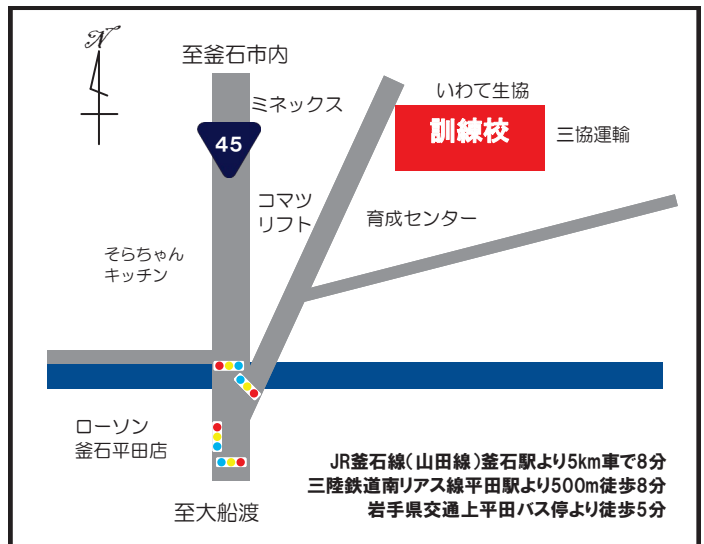 N
至釜石市内
ミネックス
いわて生協
訓練校
三協運輸
45
コマツ
リフト
育成センター
そらちゃん
キッチン
ローソン
釜石平田店
至大船渡
JR釜石線(山田線)釜石駅より5km車で8分
三陸鉄道南リアス線平田駅より500m徒歩8分
岩手県交通上平田バス停より徒歩5分